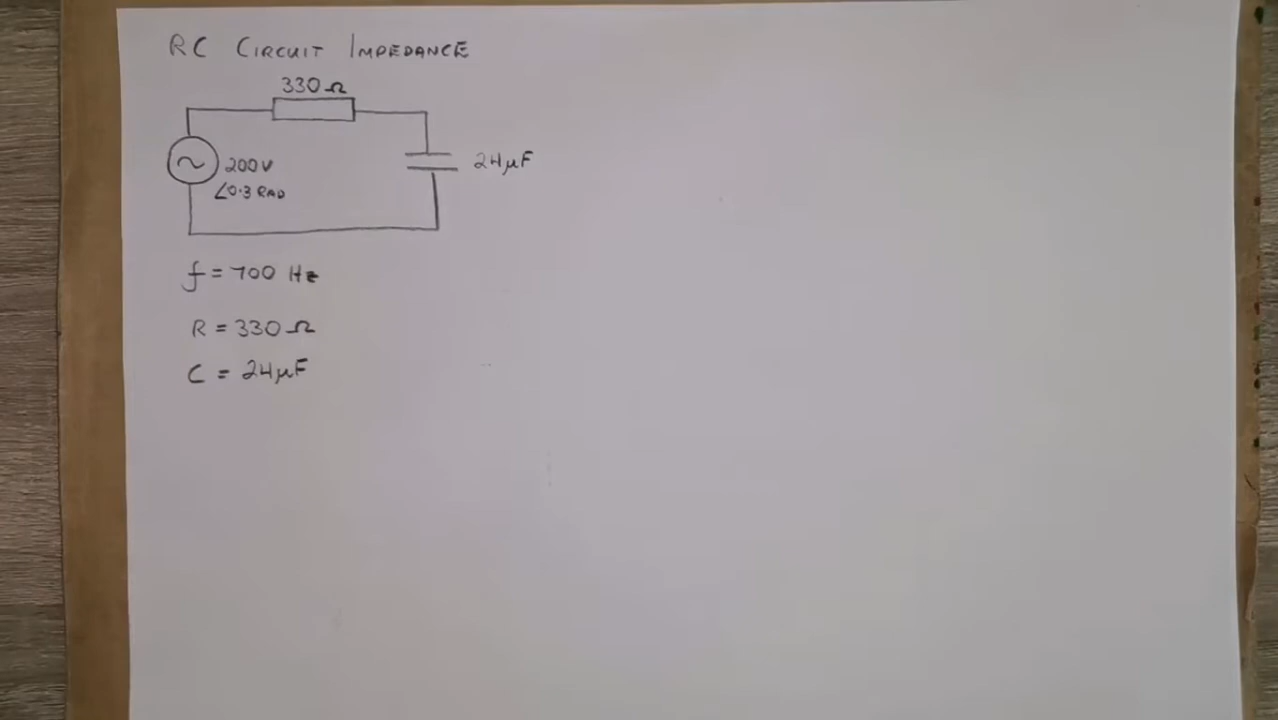 RC CIRCUIT IMPEDANCE
330Ω
200V
∠0.3 RAD
24μF
f = 700 Hz
R = 330Ω
C = 24μF